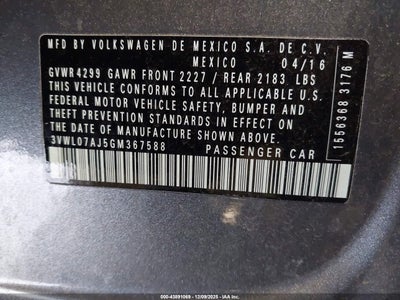 MFD BY VOLKSWAGEN DE MEXICO S.A. DE C.V.
MEXICO 04/16
GVWR 4299 GAWR FRONT 2227 / REAR 2183 LBS
THIS VEHICLE CONFORMS TO ALL APPLICABLE U.S.
FEDERAL MOTOR VEHICLE SAFETY, BUMPER AND
THEFT PREVENTION STANDARDS IN EFFECT ON
THE DATE OF MANUFACTURE SHOWN ABOVE.
3VWL07AJ5GM367588 PASSENGER CAR
1556368 3176 M
000-43891069 - 12/09/2025 - IAA Inc.